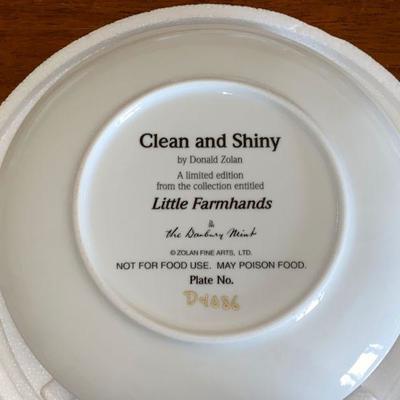 Clean and Shiny
by Donald Zolan
A limited edition
from the collection entitled
Little Farmhands
the Danbury Mint
© ZOLAN FINE ARTS, LTD.
NOT FOR FOOD USE. MAY POISON FOOD.
Plate No.
D4886